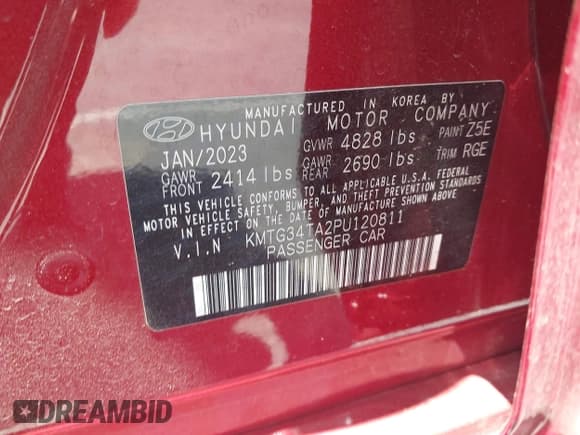 MANUFACTURED IN KOREA BY
HYUNDAI MOTOR COMPANY
JAN/2023 GVWR 4828 lbs PAINT Z5E
GAWR FRONT 2414 lbs GAWR REAR 2690 lbs TRIM RGE
THIS VEHICLE CONFORMS TO ALL APPLICABLE U.S.A. FEDERAL
MOTOR VEHICLE SAFETY, BUMPER, AND THEFT PREVENTION STANDARDS
IN EFFECT ON THE DATE OF MANUFACTURE SHOWN ABOVE
V.I.N KMTG34TA2PU120811
PASSENGER CAR
DREAMBID